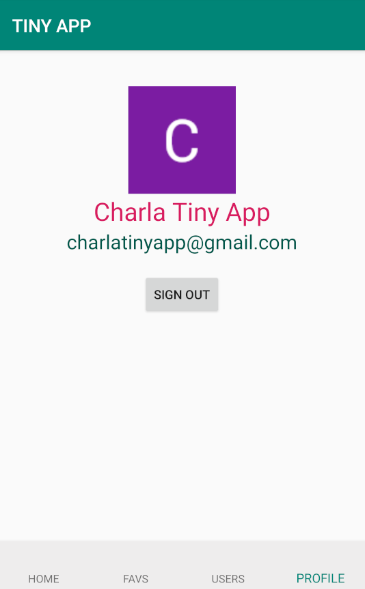 TINY APP
C
Charla Tiny App
charlatinyapp@gmail.com
SIGN OUT
HOME FAVS USERS PROFILE